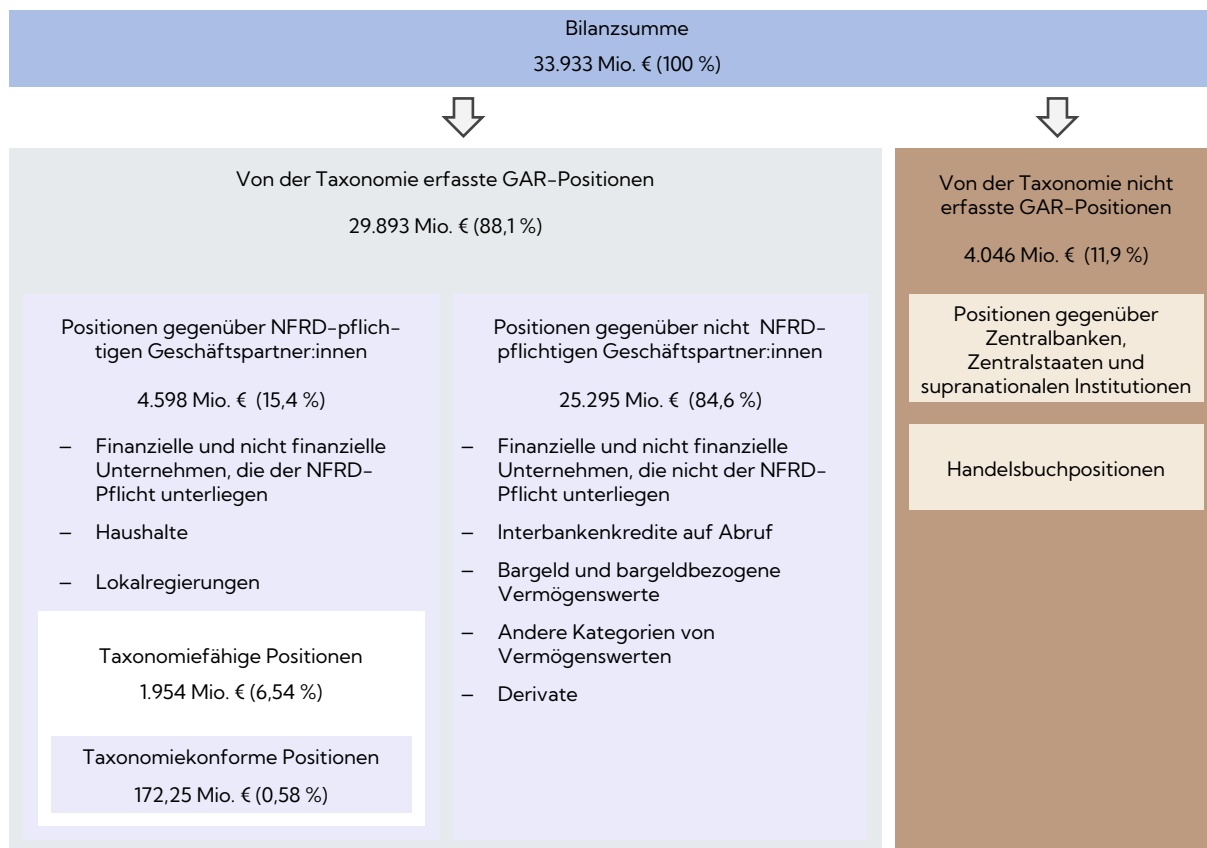 Bilanzsumme
33.933 Mio. € (100 %)
Von der Taxonomie erfasste GAR-Positionen
29.893 Mio. € (88,1 %)
Positionen gegenüber NFRD-pflich-
tigen Geschäftspartner:innen
4.598 Mio. € (15,4 %)
– Finanzielle und nicht finanzielle
Unternehmen, die der NFRD-
Pflicht unterliegen
– Haushalte
– Lokalregierungen
Taxonomiefähige Positionen
1.954 Mio. € (6,54 %)
Taxonomiekonforme Positionen
172,25 Mio. € (0,58 %)
Positionen gegenüber nicht NFRD-
pflichtigen Geschäftspartner:innen
25.295 Mio. € (84,6 %)
– Finanzielle und nicht finanzielle
Unternehmen, die nicht der NFRD-
Pflicht unterliegen
– Interbankenkredite auf Abruf
– Bargeld und bargeldbezogene
Vermögenswerte
– Andere Kategorien von
Vermögenswerten
– Derivate
Von der Taxonomie nicht
erfasste GAR-Positionen
4.046 Mio. € (11,9 %)
Positionen gegenüber
Zentralbanken,
Zentralstaaten und
supranationalen Institutionen
Handelsbuchpositionen